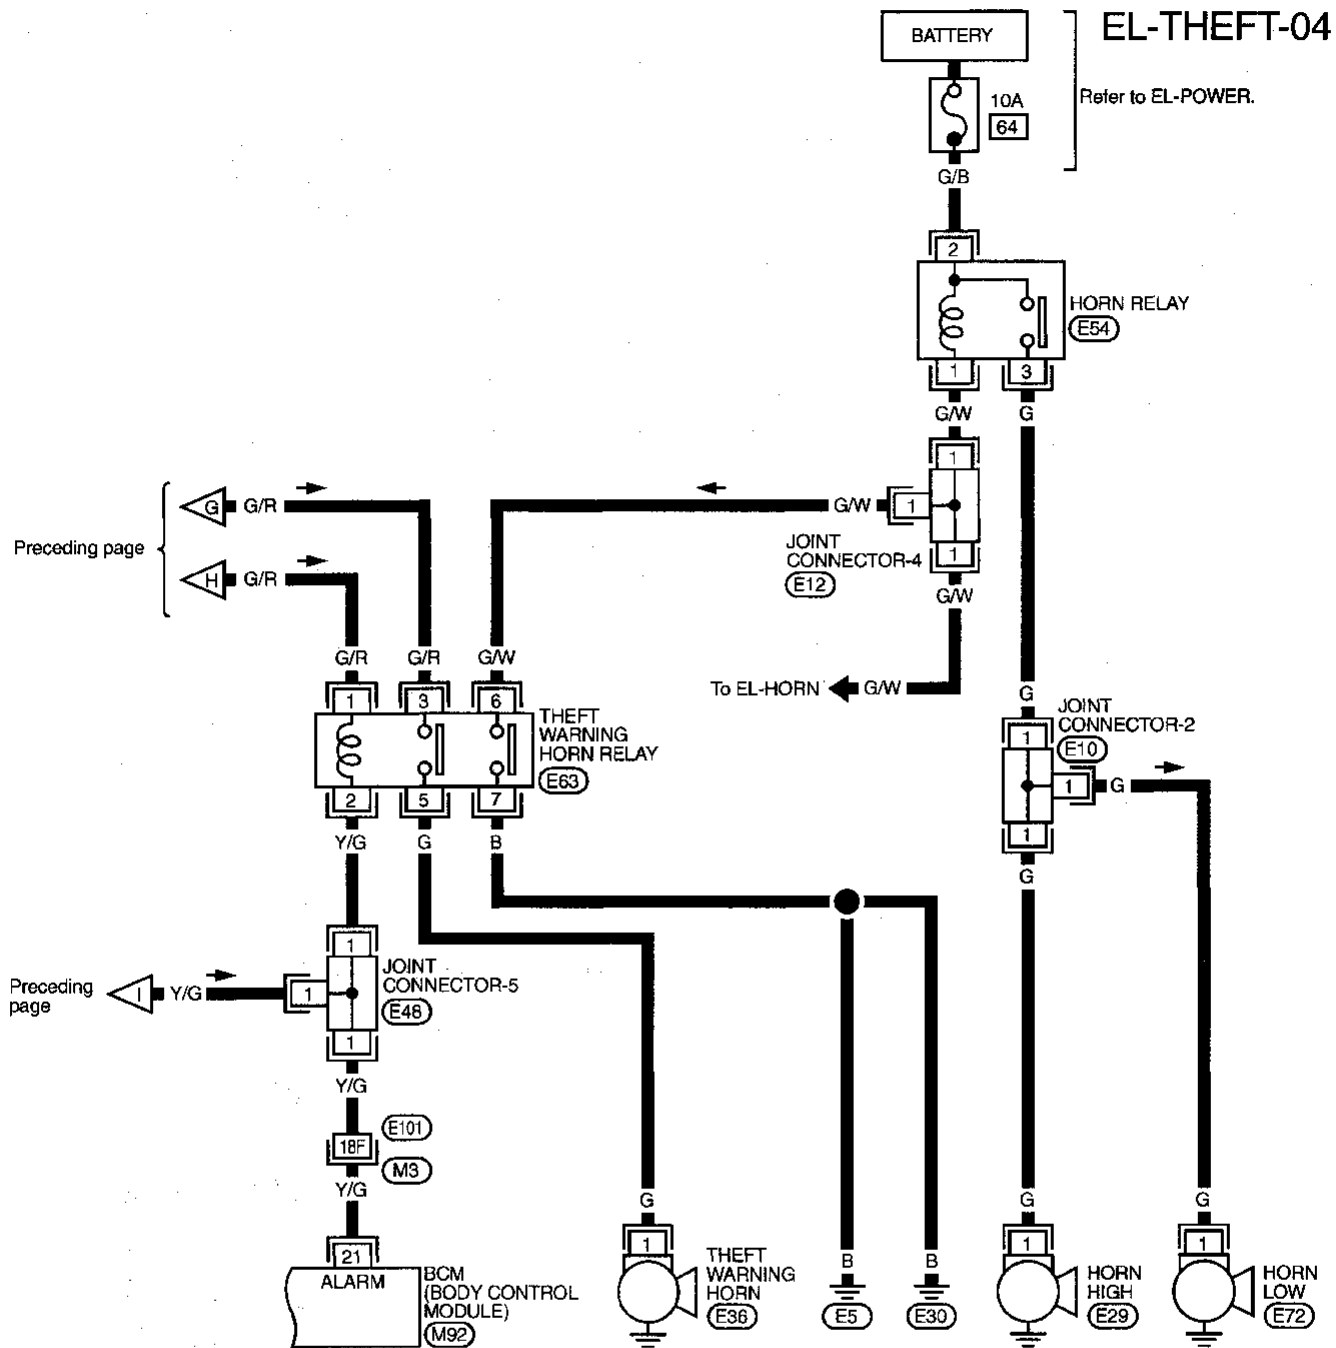 EL-THEFT-04
BATTERY
10A
64
Refer to EL-POWER.
G/B
2
HORN RELAY
E54
1
3
G/W
G
1
Preceding page
G
G/R
G/W
1
H
G/R
JOINT
CONNECTOR-4
E12
1
G/W
G/R
G/R
G/W
To EL-HORN
G/W
G
1
3
6
THEFT
WARNING
HORN RELAY
E63
JOINT
CONNECTOR-2
E10
1
1
G
2
5
7
1
Y/G
G
B
G
1
JOINT
CONNECTOR-5
E48
Preceding
page
I
Y/G
1
1
Y/G
E101
18F
M3
Y/G
G
G
G
21
ALARM
BCM
(BODY CONTROL
MODULE)
M92
1
THEFT
WARNING
HORN
E36
B
E5
B
E30
1
HORN
HIGH
E29
1
HORN
LOW
E72